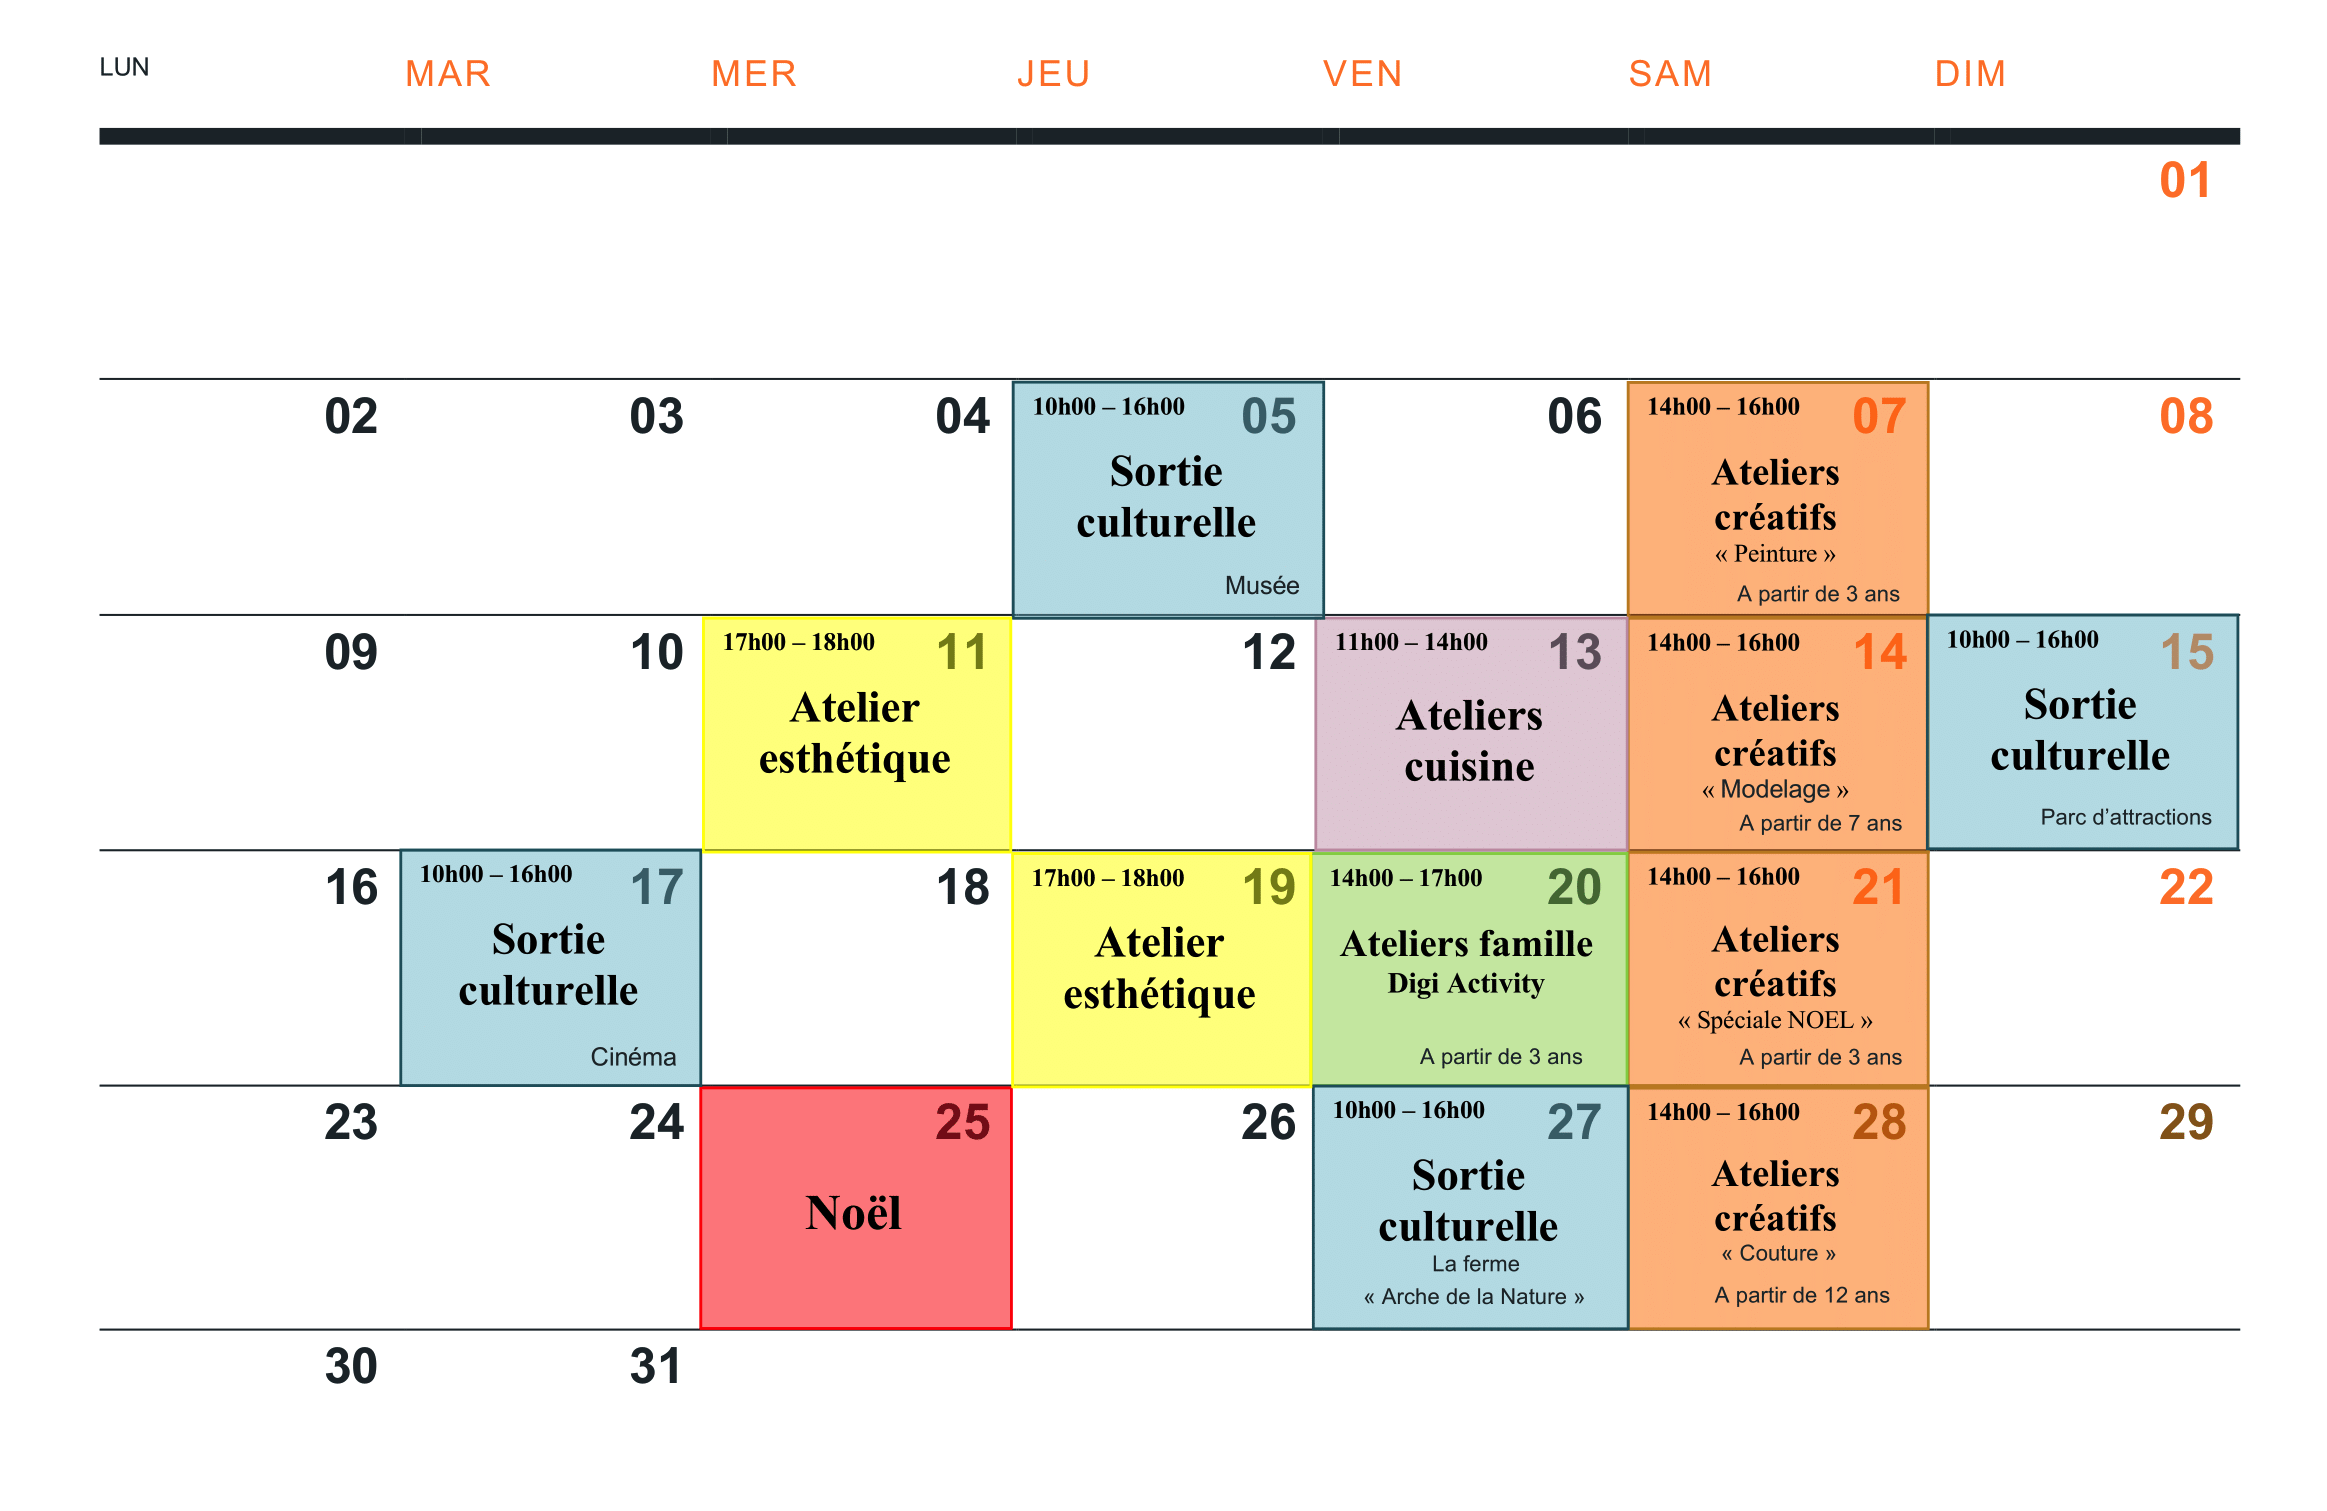 LUN MAR MER JEU VEN SAM DIM
01
02 03 04 10h00 – 16h00 05 06 14h00 – 16h00 07 08
Sortie
culturelle
Musée
Ateliers
créatifs
« Peinture »
A partir de 3 ans
09 10 17h00 – 18h00 11 12 11h00 – 14h00 13 14h00 – 16h00 14 10h00 – 16h00 15
Atelier
esthétique
Ateliers
cuisine
Ateliers
créatifs
« Modelage »
A partir de 7 ans
Sortie
culturelle
Parc d’attractions
16 10h00 – 16h00 17 18 17h00 – 18h00 19 14h00 – 17h00 20 14h00 – 16h00 21 22
Sortie
culturelle
Cinéma
Atelier
esthétique
Ateliers famille
Digi Activity
A partir de 3 ans
Ateliers
créatifs
« Spéciale NOEL »
A partir de 3 ans
23 24 25 26 10h00 – 16h00 27 14h00 – 16h00 28 29
Noël
Sortie
culturelle
La ferme
« Arche de la Nature »
Ateliers
créatifs
« Couture »
A partir de 12 ans
30 31